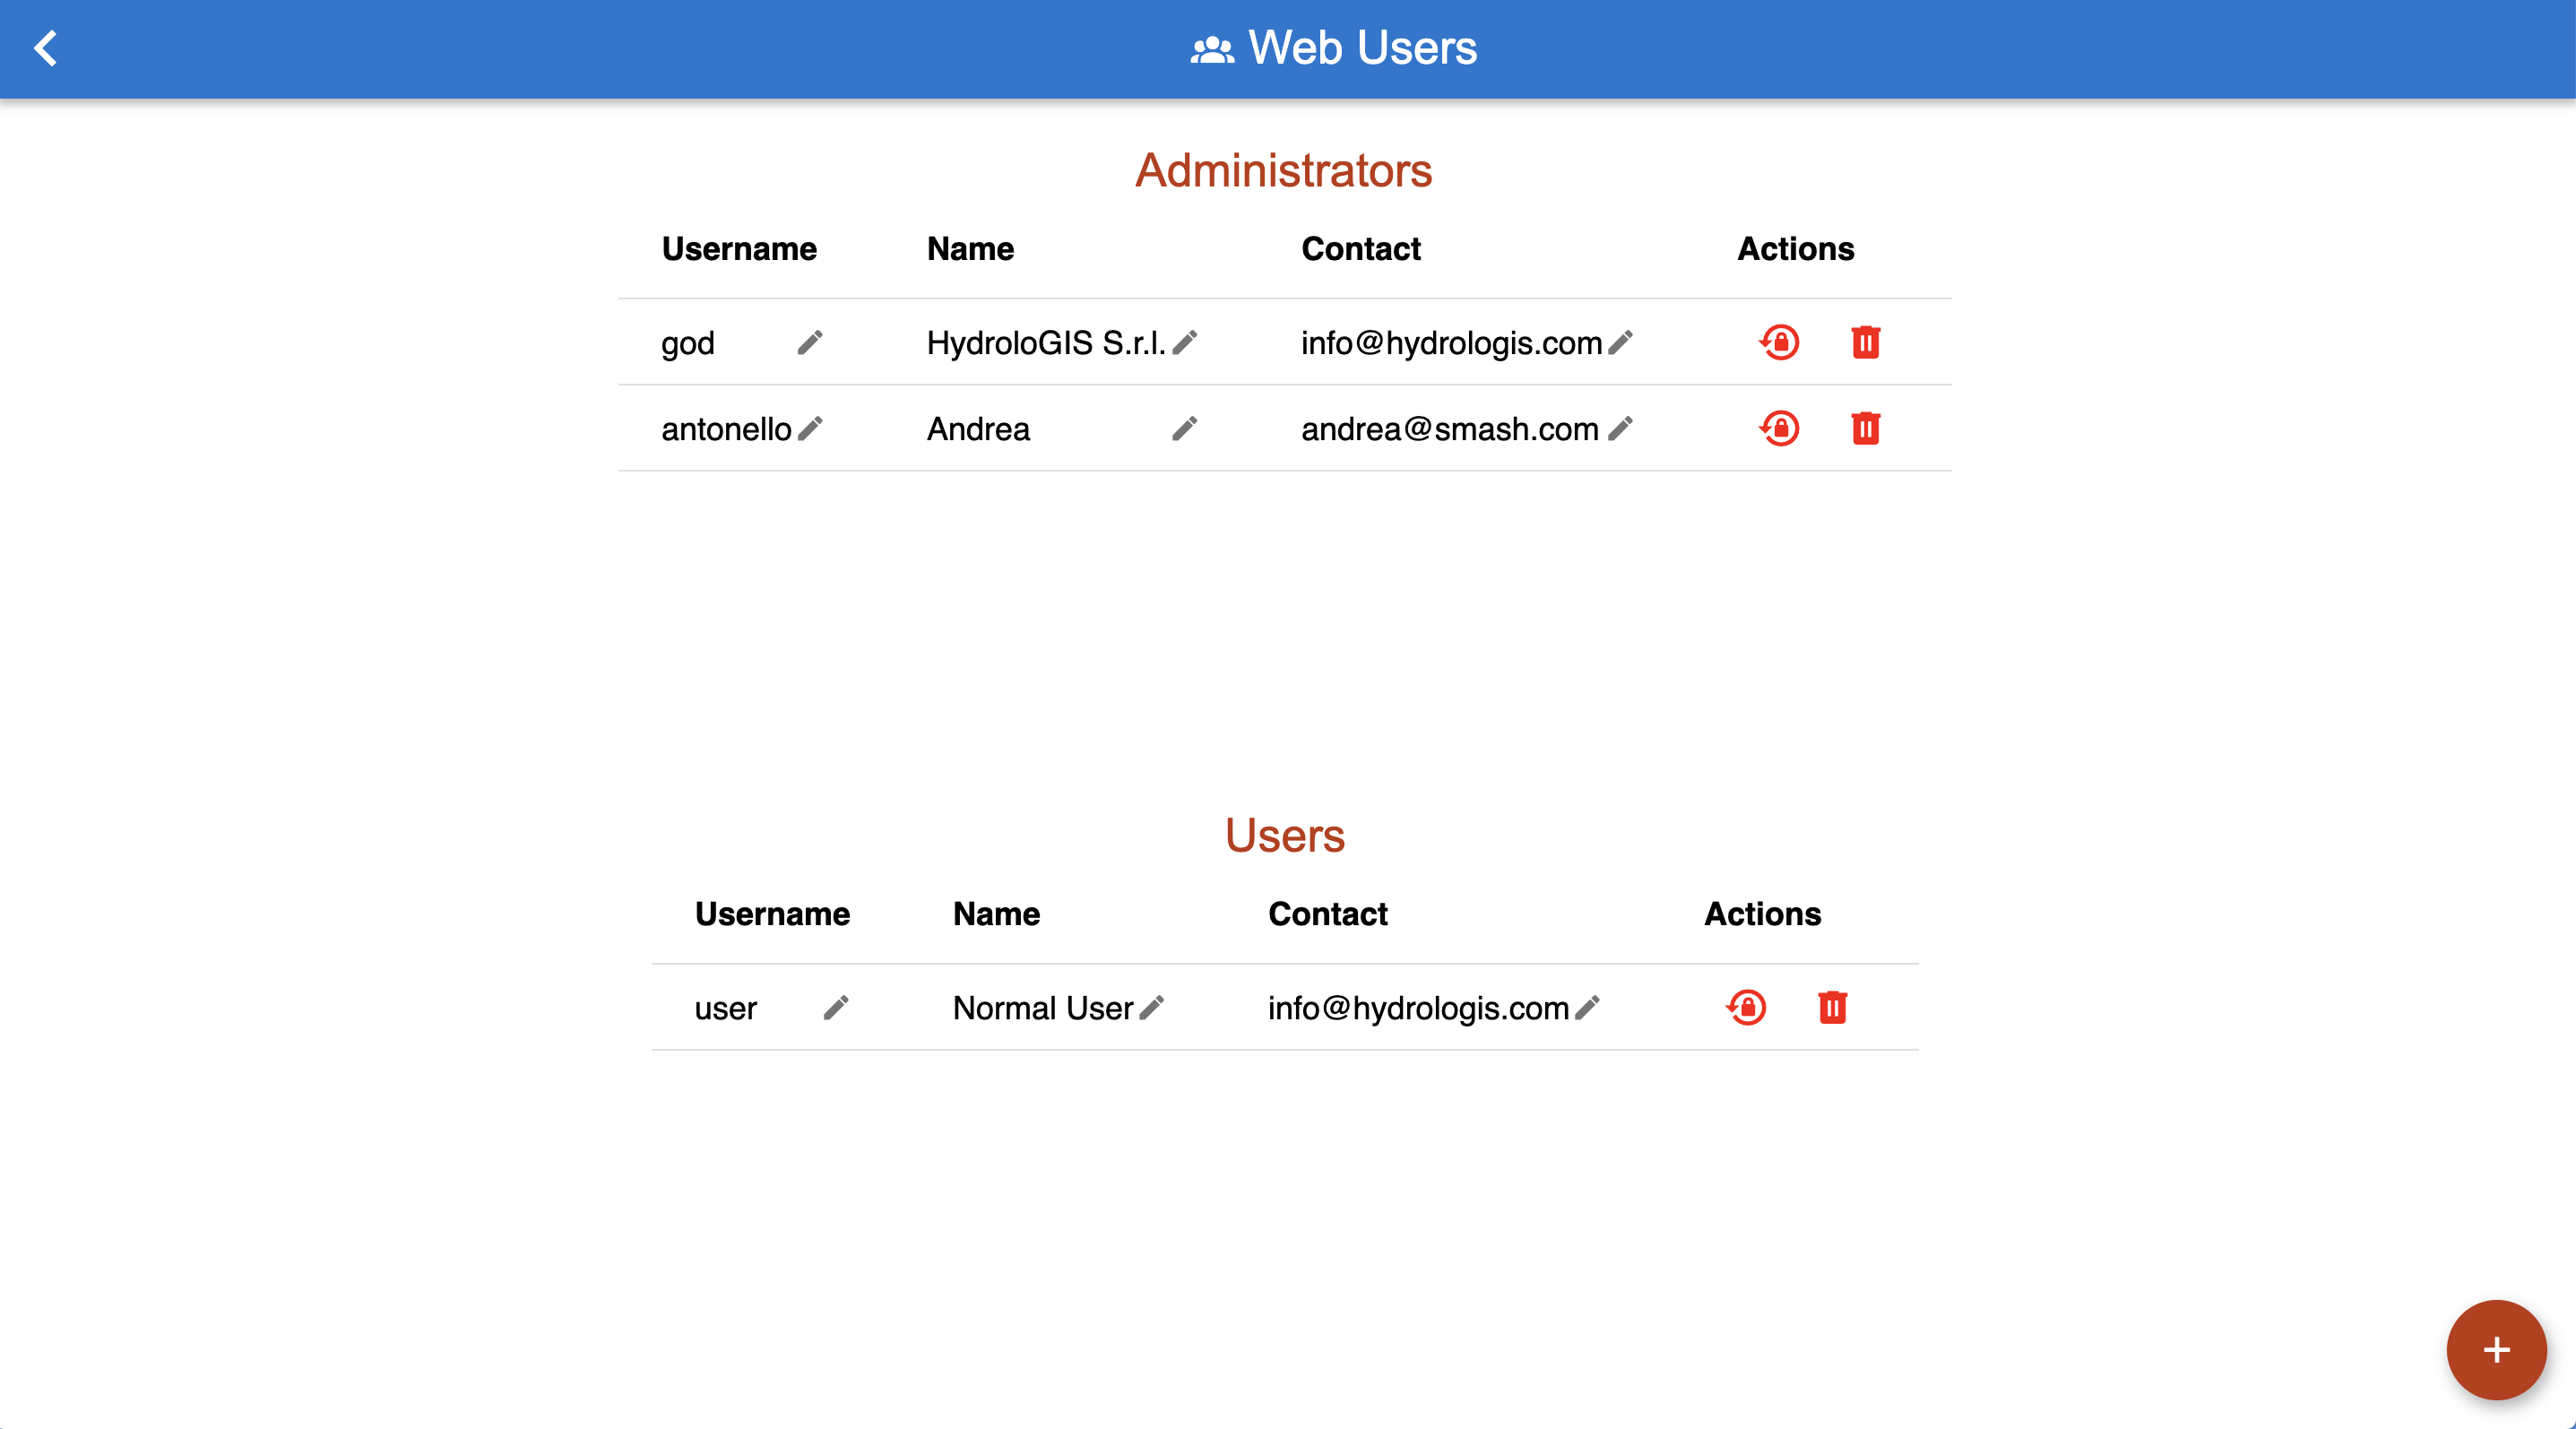 Web Users
Administrators
Username Name Contact Actions
god HydroloGIS S.r.l. info@hydrologis.com
antonello Andrea andrea@smash.com
Users
Username Name Contact Actions
user Normal User info@hydrologis.com
+